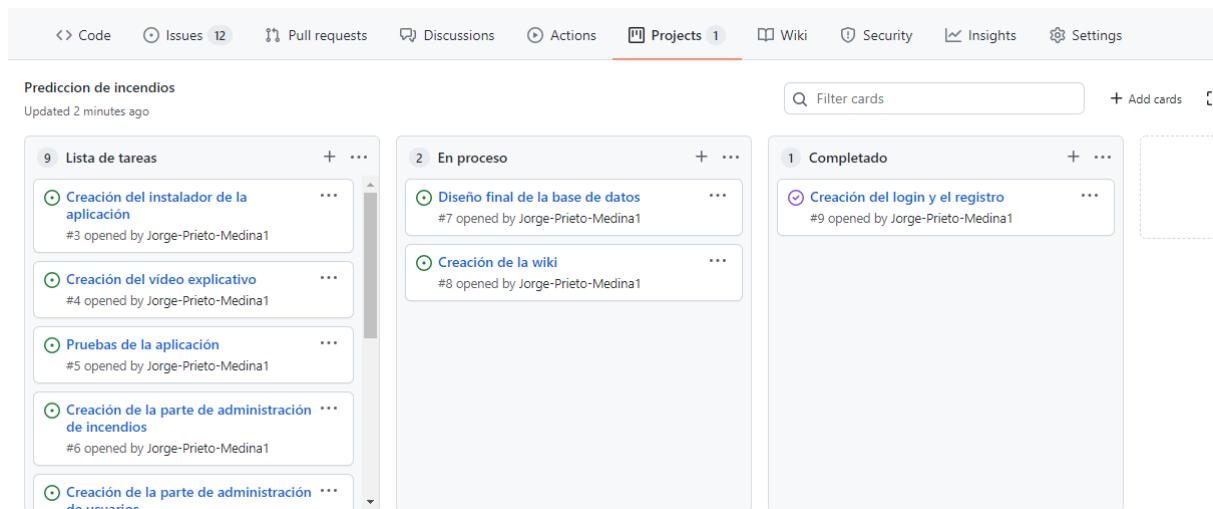 Code Issues 12 Pull requests Discussions Actions Projects 1 Wiki Security Insights Settings
Prediccion de incendios
Updated 2 minutes ago
Filter cards
Add cards
9 Lista de tareas
Creación del instalador de la
aplicación
#3 opened by Jorge-Prieto-Medina1
Creación del vídeo explicativo
#4 opened by Jorge-Prieto-Medina1
Pruebas de la aplicación
#5 opened by Jorge-Prieto-Medina1
Creación de la parte de administración
de incendios
#6 opened by Jorge-Prieto-Medina1
Creación de la parte de administración
de usuarios
2 En proceso
Diseño final de la base de datos
#7 opened by Jorge-Prieto-Medina1
Creación de la wiki
#8 opened by Jorge-Prieto-Medina1
1 Completado
Creación del login y el registro
#9 opened by Jorge-Prieto-Medina1